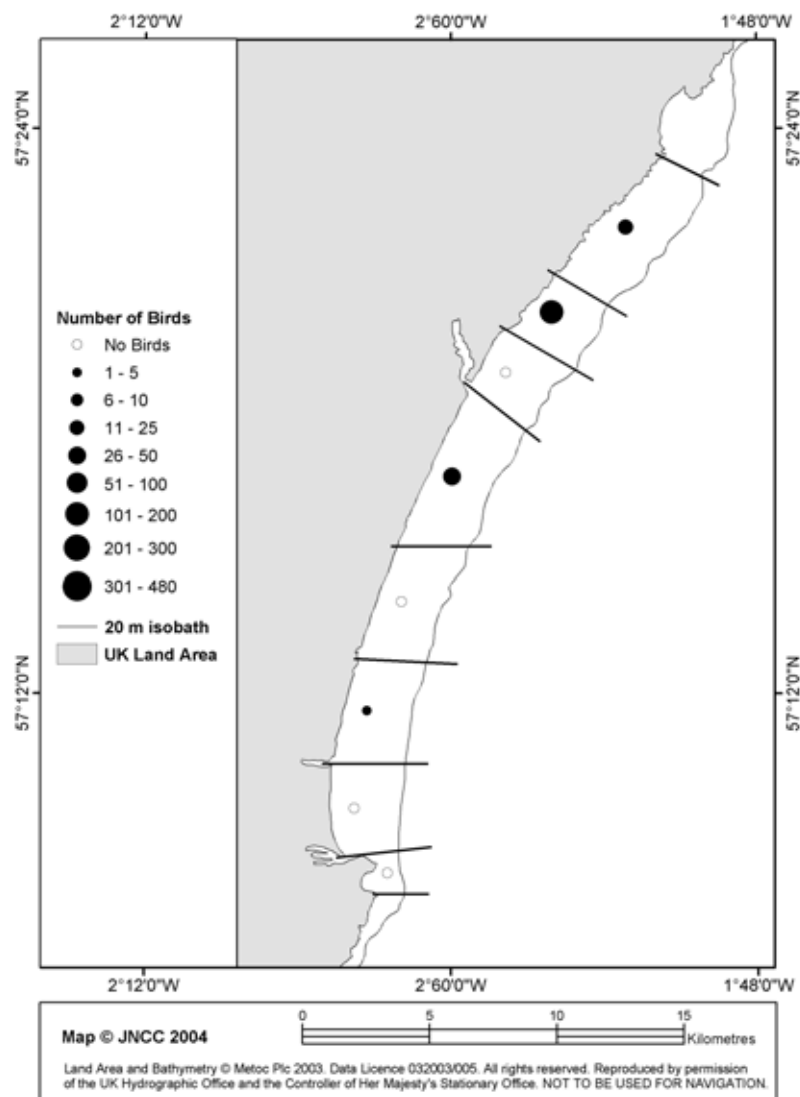 2°12'0"W 2°60'0"W 1°48'0"W
57°24'0"N 57°24'0"N
Number of Birds
No Birds
1 - 5
6 - 10
11 - 25
26 - 50
51 - 100
101 - 200
201 - 300
301 - 480
20 m isobath
UK Land Area
57°12'0"N 57°12'0"N
2°12'0"W 2°60'0"W 1°48'0"W
Map © JNCC 2004
0 5 10 15
Kilometres
Land Area and Bathymetry © Metoc Plc 2003. Data Licence 032003/005. All rights reserved. Reproduced by permission
of the UK Hydrographic Office and the Controller of Her Majesty's Stationary Office. NOT TO BE USED FOR NAVIGATION.